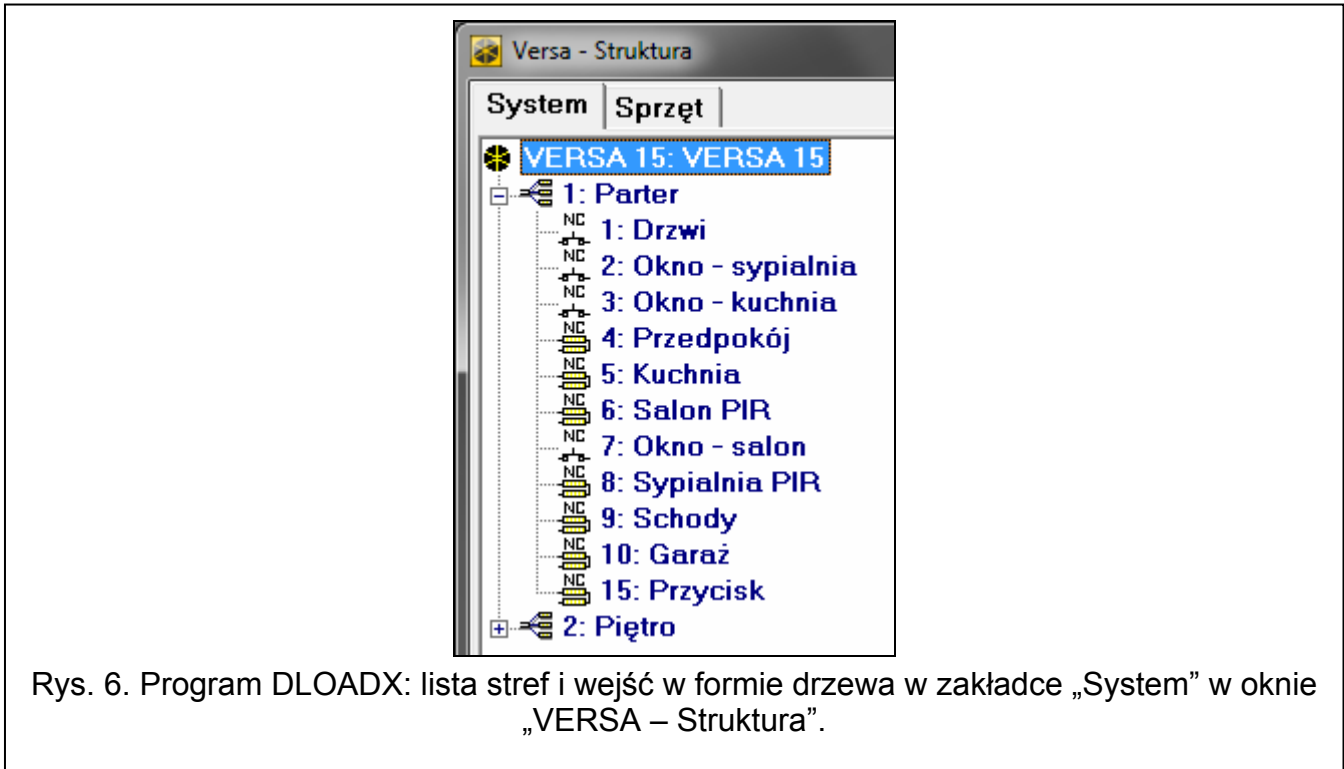 Versa - Struktura
System Sprzęt
VERSA 15: VERSA 15
1: Parter
NC 1: Drzwi
NC 2: Okno - sypialnia
NC 3: Okno - kuchnia
NC 4: Przedpokój
NC 5: Kuchnia
NC 6: Salon PIR
NC 7: Okno - salon
NC 8: Sypialnia PIR
NC 9: Schody
NC 10: Garaż
NC 15: Przycisk
2: Piętro
Rys. 6. Program DLOADX: lista stref i wejść w formie drzewa w zakładce „System” w oknie
„VERSA – Struktura”.